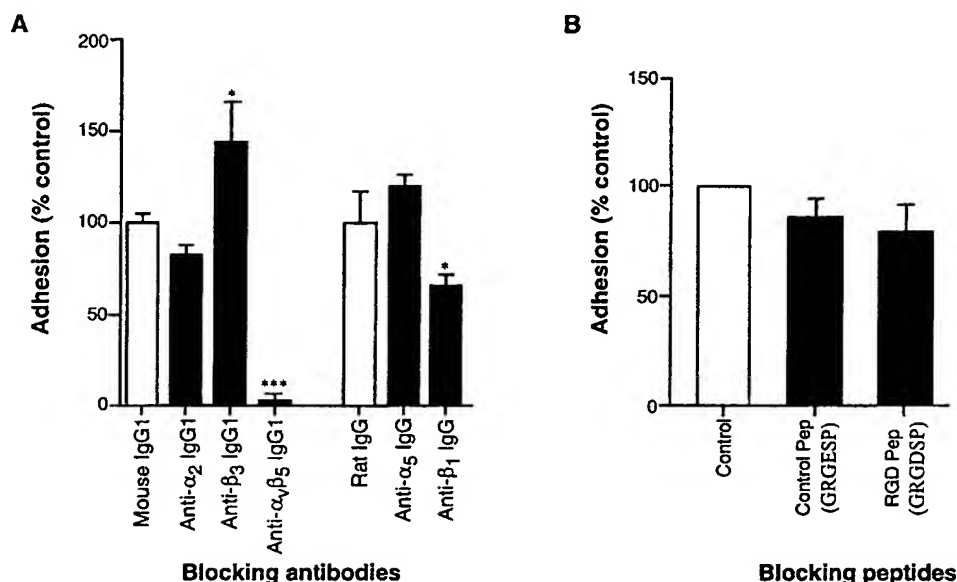 A
Adhesion (% control)
200
150
100
50
0
*
***
*
Mouse IgG1
Anti-α₂ IgG1
Anti-β₃ IgG1
Anti-αᵥβ₅ IgG1
Rat IgG
Anti-α₅ IgG
Anti-β₁ IgG
Blocking antibodies
B
Adhesion (% control)
150
100
50
0
Control
Control Pep
(GRGESP)
RGD Pep
(GRGDSP)
Blocking peptides